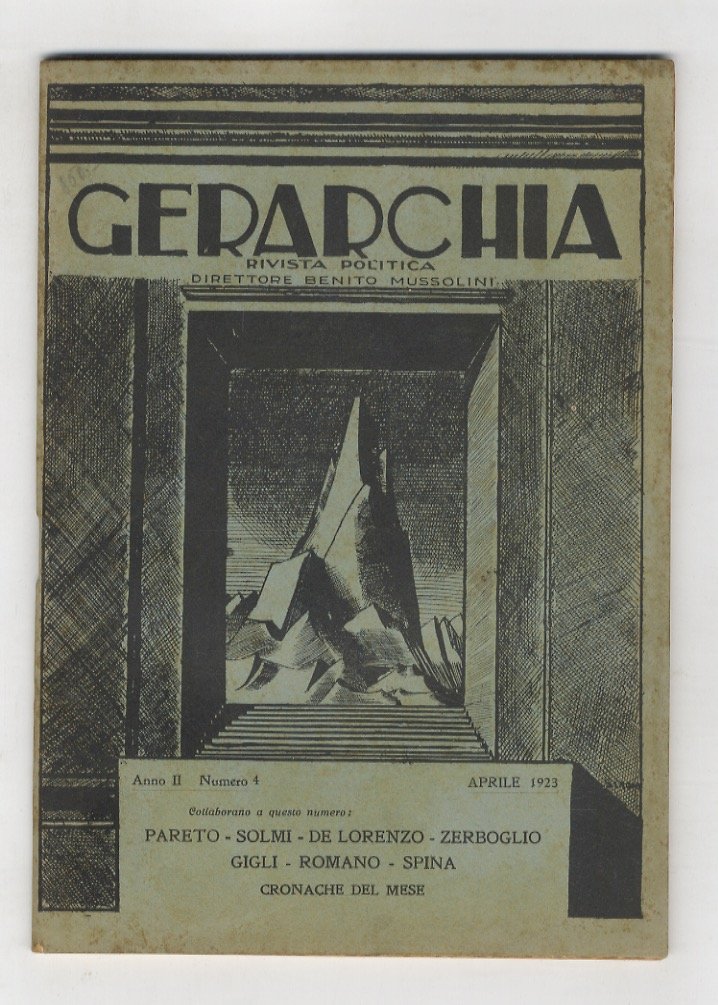 GERARCHIA
RIVISTA POLITICA
DIRETTORE BENITO MUSSOLINI
Anno II Numero 4 APRILE 1923
Collaborano a questo numero:
PARETO - SOLMI - DE LORENZO - ZERBOGLIO
GIGLI - ROMANO - SPINA
CRONACHE DEL MESE